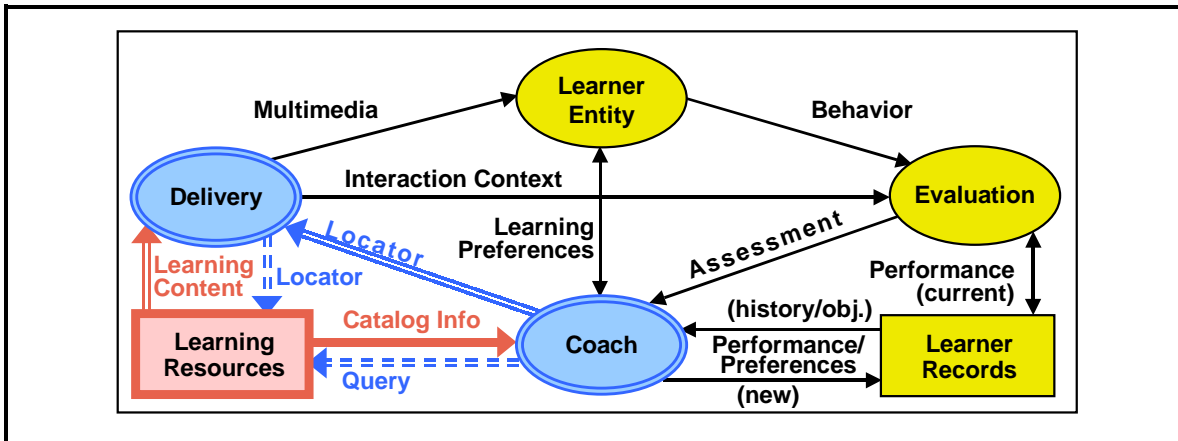 Learner
Entity
Multimedia
Behavior
Delivery
Interaction Context
Evaluation
Learning
Preferences
Locator
Assessment
Learning
Content
Locator
Performance
(current)
Learning
Resources
Catalog Info
Query
Coach
(history/obj.)
Performance/
Preferences
(new)
Learner
Records